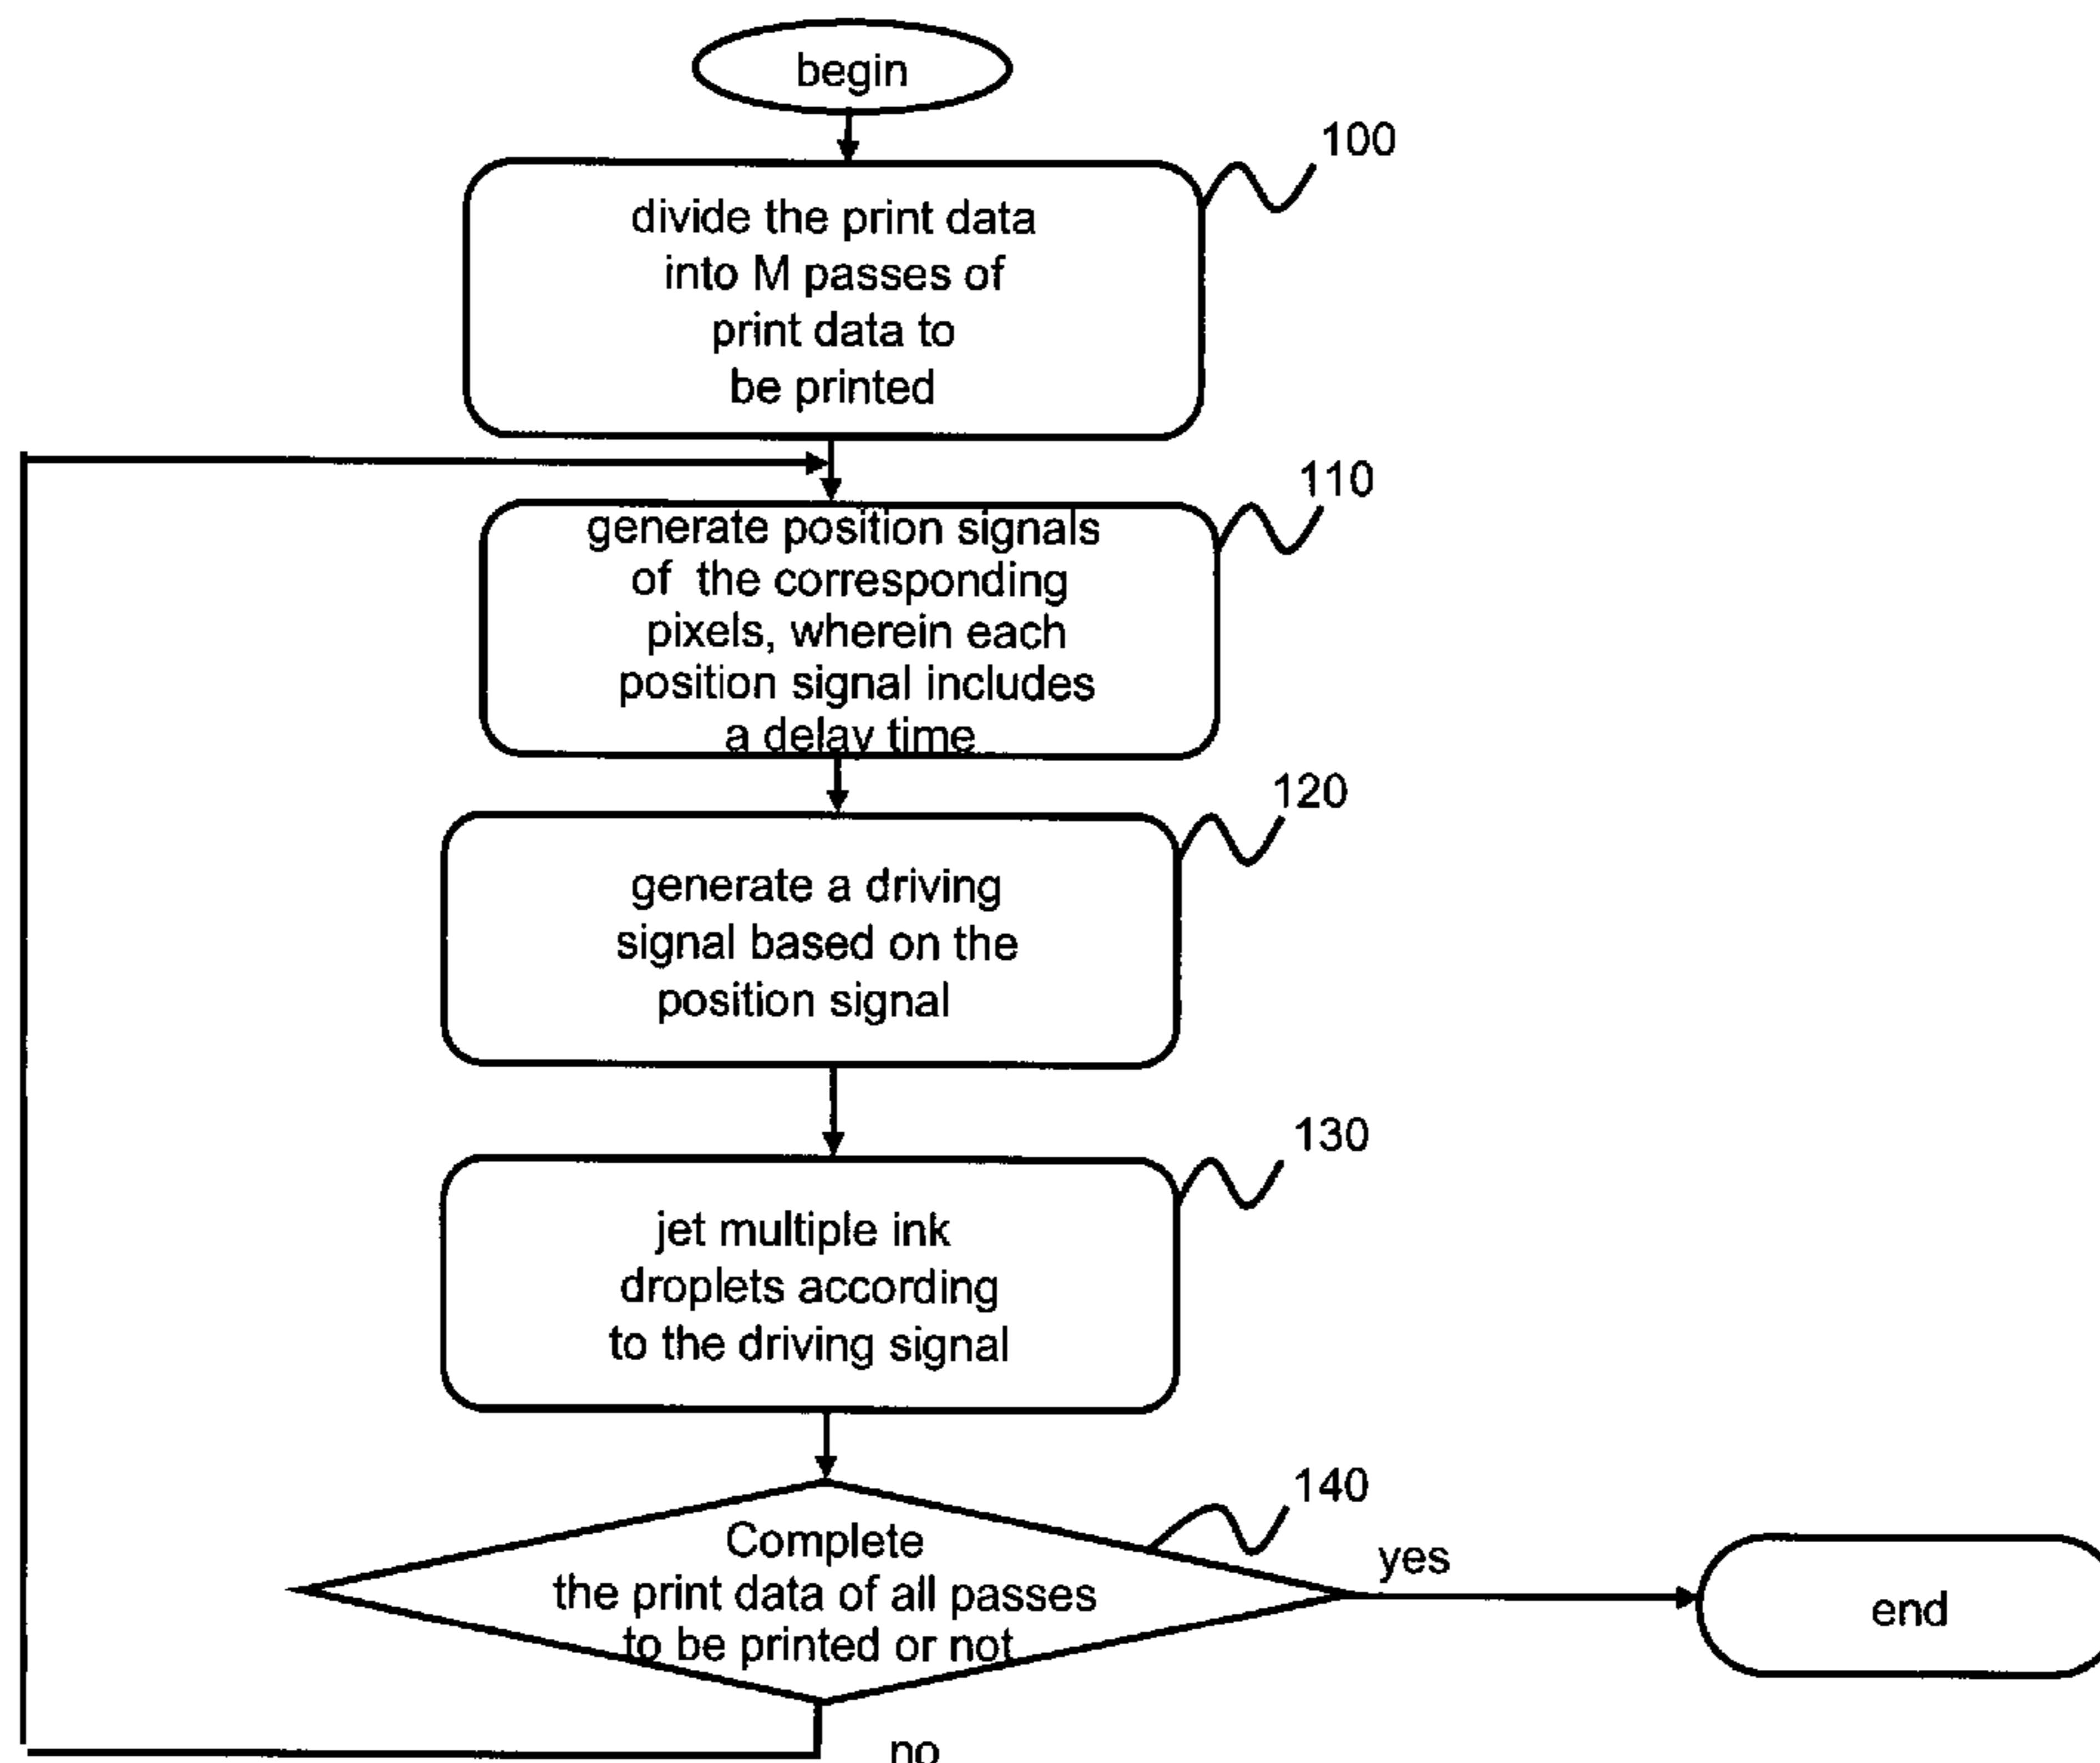 begin
100
divide the print data
into M passes of
print data to
be printed
110
generate position signals
of the corresponding
pixels, wherein each
position signal includes
a delay time
120
generate a driving
signal based on the
position signal
130
jet multiple ink
droplets according
to the driving signal
140
Complete
the print data of all passes
to be printed or not
yes
end
no